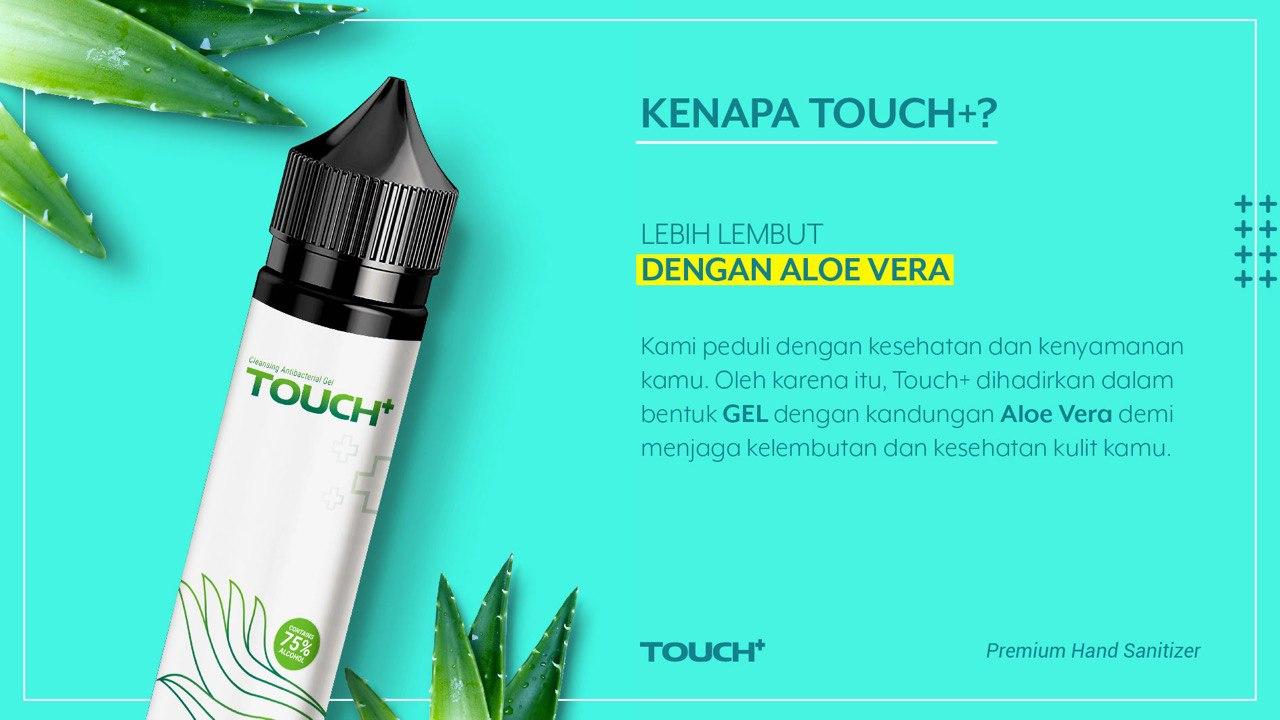 KENAPA TOUCH+?
LEBIH LEMBUT
DENGAN ALOE VERA
Kami peduli dengan kesehatan dan kenyamanan
kamu. Oleh karena itu, Touch+ dihadirkan dalam
bentuk GEL dengan kandungan Aloe Vera demi
menjaga kelembutan dan kesehatan kulit kamu.
Cleansing Antibacterial Gel
TOUCH+
CONTAINS
75%
ALCOHOL
TOUCH+
Premium Hand Sanitizer